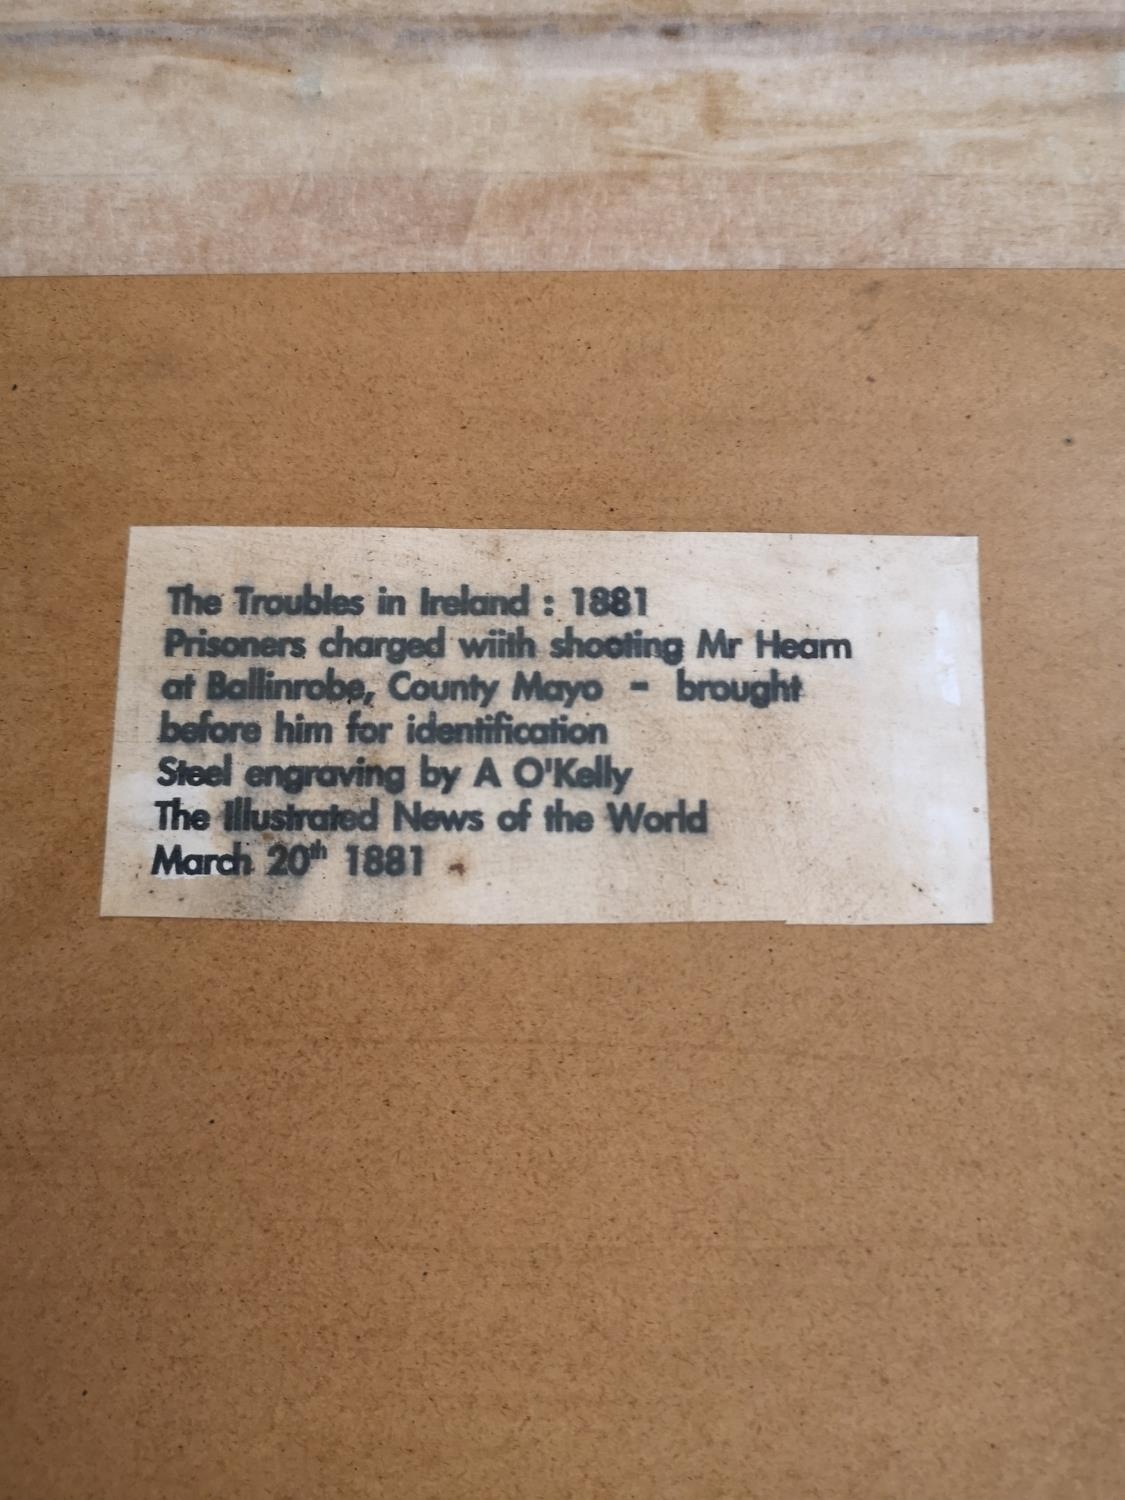 The Troubles in Ireland : 1881
Prisoners charged wiith shooting Mr Hearn
at Ballinrobe, County Mayo - brought
before him for identification
Steel engraving by A O'Kelly
The Illustrated News of the World
March 20th 1881